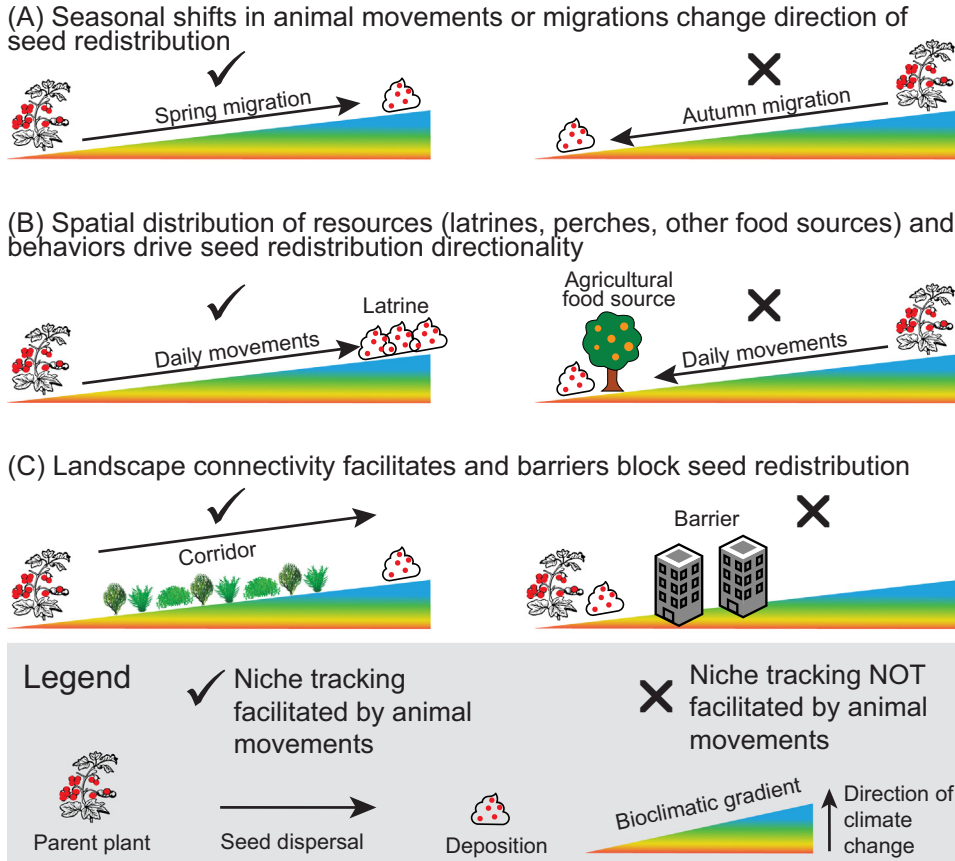 (A) Seasonal shifts in animal movements or migrations change direction of
seed redistribution
Spring migration
Autumn migration
(B) Spatial distribution of resources (latrines, perches, other food sources) and
behaviors drive seed redistribution directionality
Latrine
Daily movements
Agricultural
food source
Daily movements
(C) Landscape connectivity facilitates and barriers block seed redistribution
Corridor
Barrier
Legend
Niche tracking
facilitated by animal
movements
Niche tracking NOT
facilitated by animal
movements
Parent plant
Seed dispersal
Deposition
Bioclimatic gradient
Direction of
climate
change